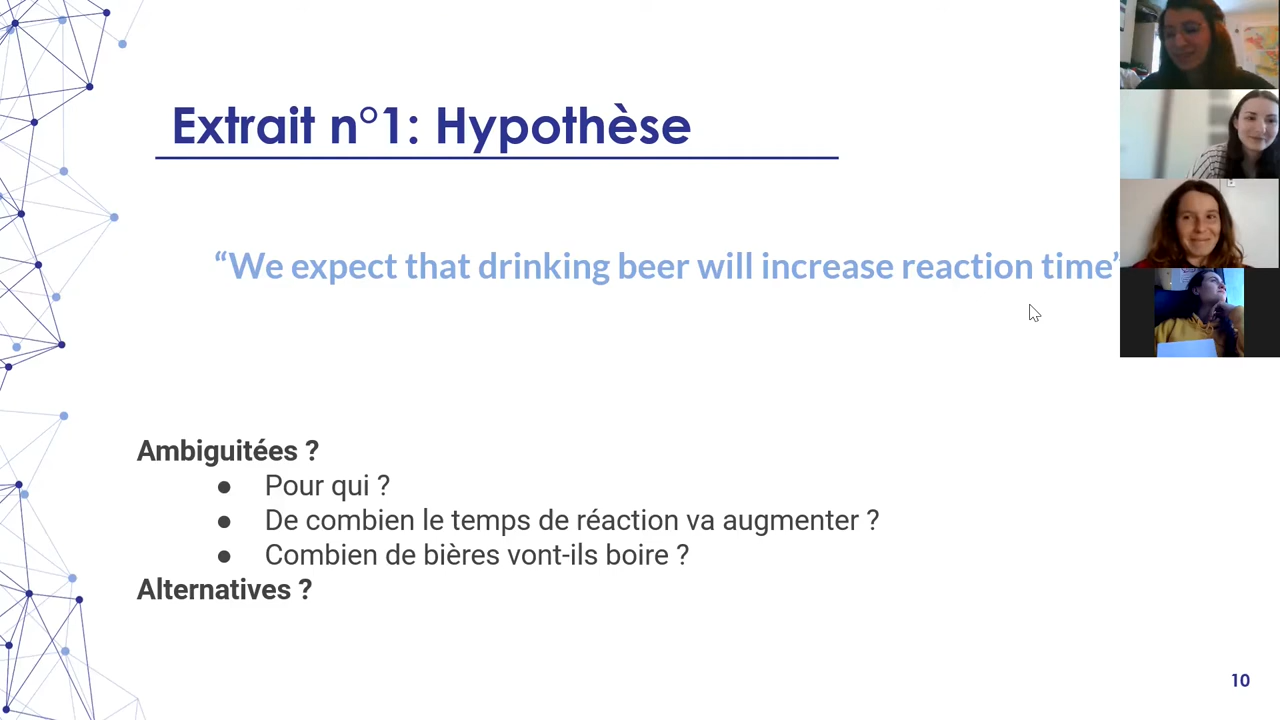 Extrait n°1: Hypothèse
“We expect that drinking beer will increase reaction time”
Ambiguitées ?
● Pour qui ?
● De combien le temps de réaction va augmenter ?
● Combien de bières vont-ils boire ?
Alternatives ?
10